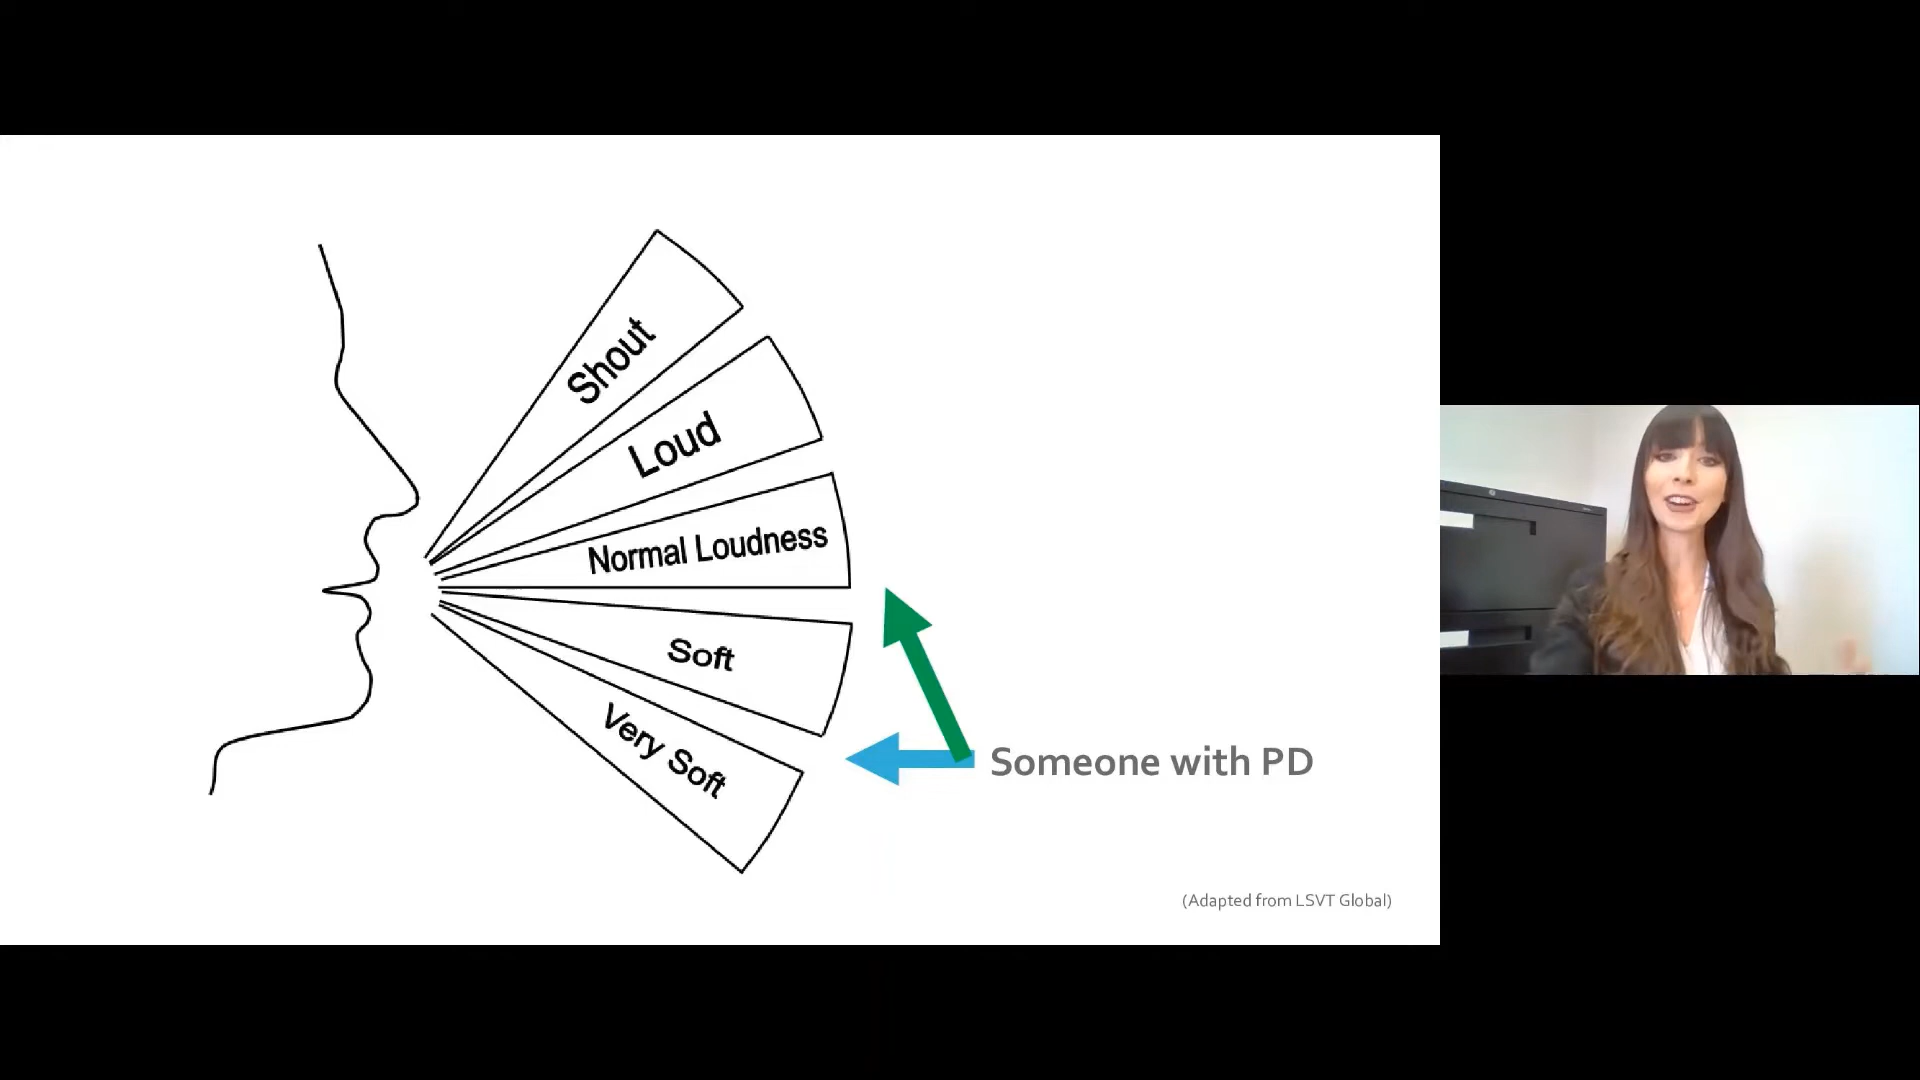 Shout
Loud
Normal Loudness
Soft
Very Soft
Someone with PD
(Adapted from LSVT Global)